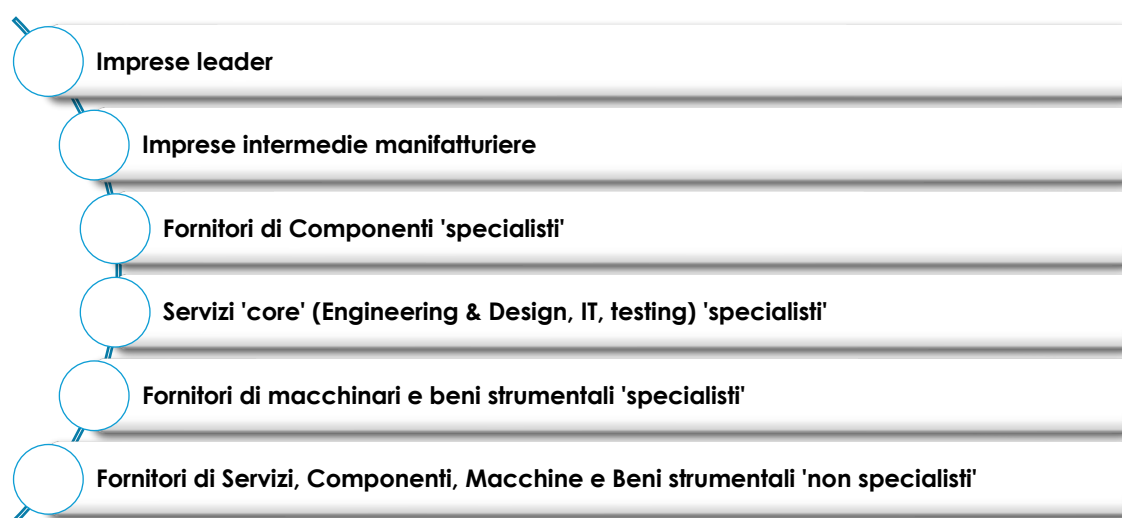 Imprese leader
Imprese intermedie manifatturiere
Fornitori di Componenti 'specialisti'
Servizi 'core' (Engineering & Design, IT, testing) 'specialisti'
Fornitori di macchinari e beni strumentali 'specialisti'
Fornitori di Servizi, Componenti, Macchine e Beni strumentali 'non specialisti'